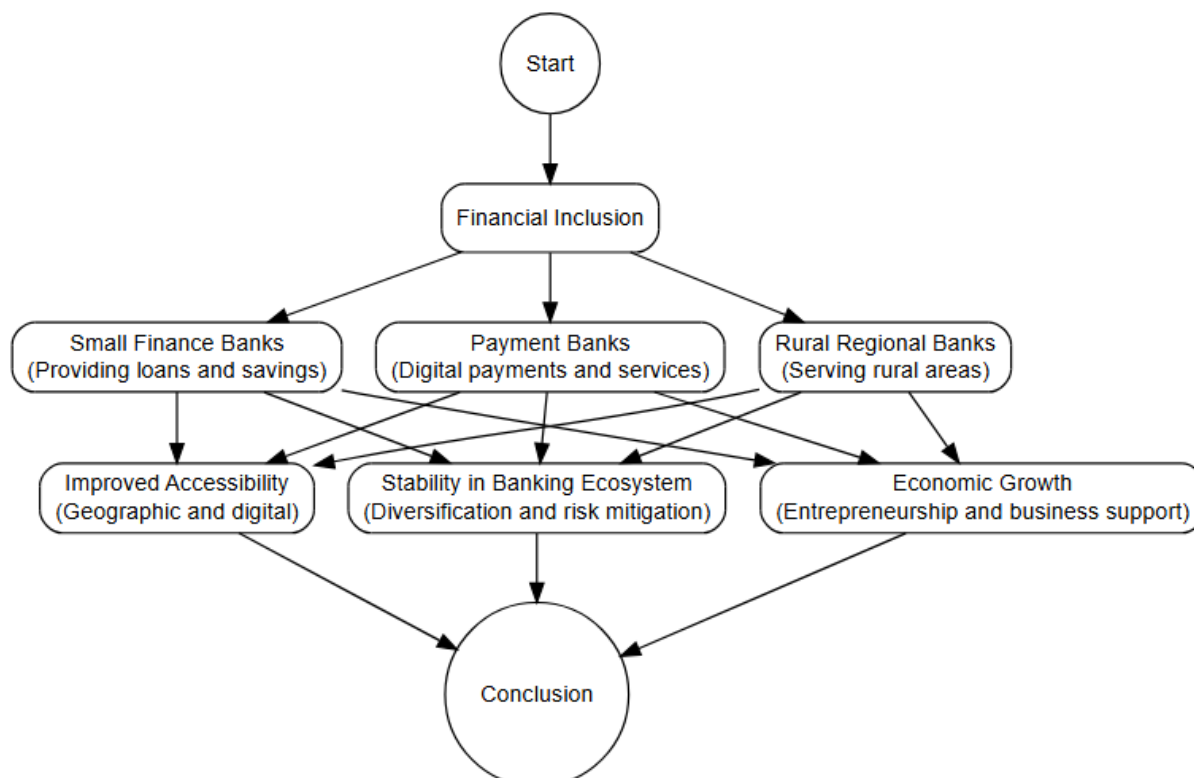 Start
Financial Inclusion
Small Finance Banks
(Providing loans and savings)
Payment Banks
(Digital payments and services)
Rural Regional Banks
(Serving rural areas)
Improved Accessibility
(Geographic and digital)
Stability in Banking Ecosystem
(Diversification and risk mitigation)
Economic Growth
(Entrepreneurship and business support)
Conclusion